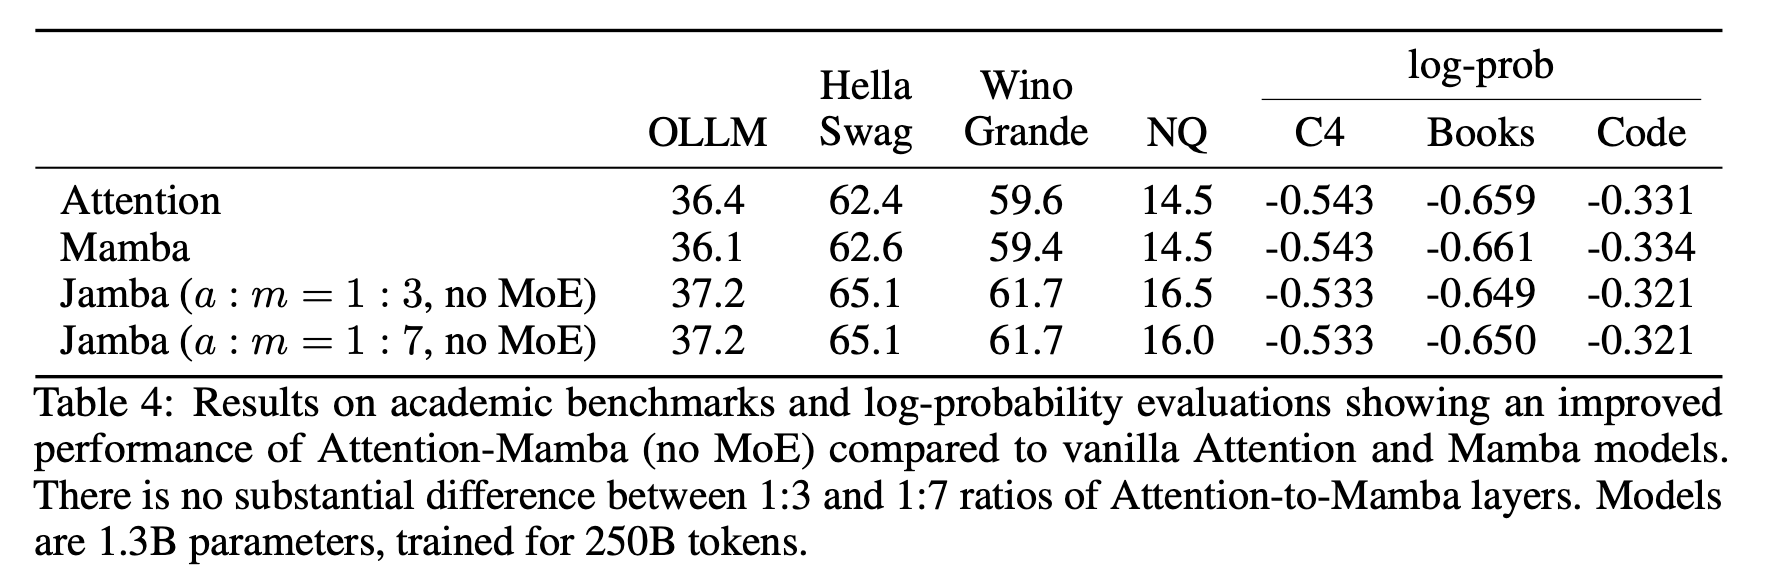 log-prob
Hella Wino
OLLM Swag Grande NQ C4 Books Code
Attention 36.4 62.4 59.6 14.5 -0.543 -0.659 -0.331
Mamba 36.1 62.6 59.4 14.5 -0.543 -0.661 -0.334
Jamba (a : m = 1 : 3, no MoE) 37.2 65.1 61.7 16.5 -0.533 -0.649 -0.321
Jamba (a : m = 1 : 7, no MoE) 37.2 65.1 61.7 16.0 -0.533 -0.650 -0.321
Table 4: Results on academic benchmarks and log-probability evaluations showing an improved
performance of Attention-Mamba (no MoE) compared to vanilla Attention and Mamba models.
There is no substantial difference between 1:3 and 1:7 ratios of Attention-to-Mamba layers. Models
are 1.3B parameters, trained for 250B tokens.